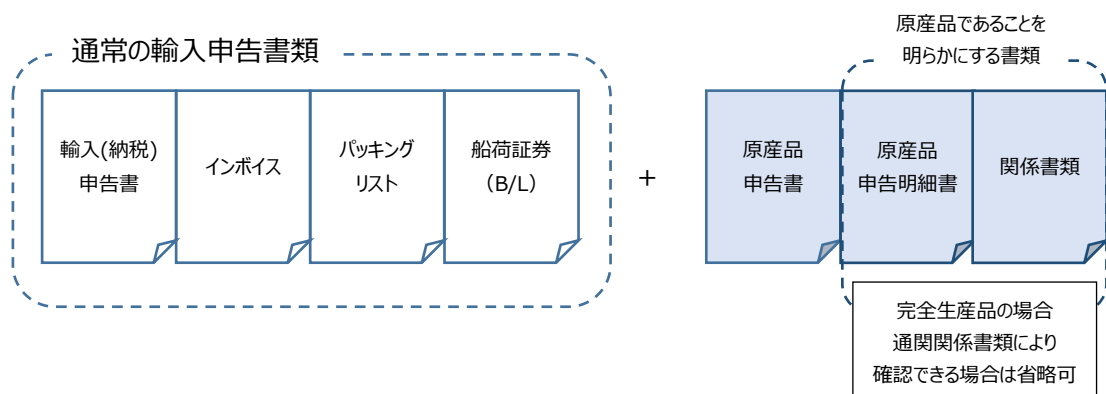 通常の輸入申告書類
輸入(納税)
申告書
インボイス
パッキング
リスト
船荷証券
(B/L)
+
原産品であることを
明らかにする書類
原産品
申告書
原産品
申告明細書
関係書類
完全生産品の場合
通関関係書類により
確認できる場合は省略可